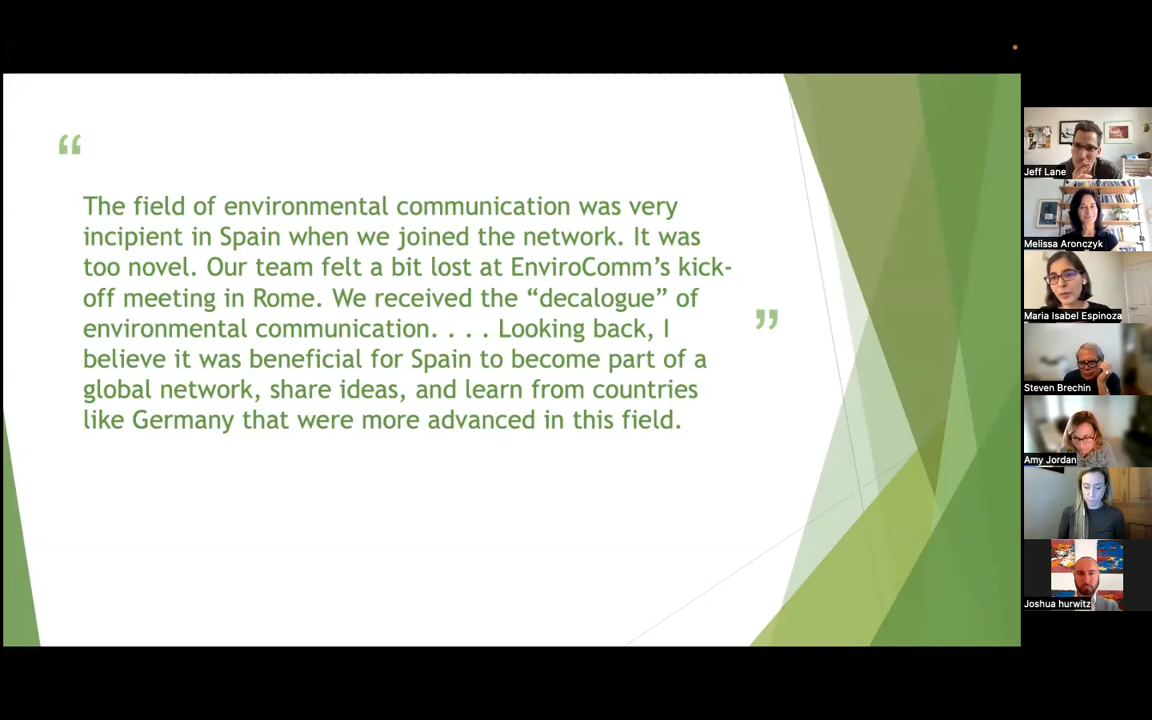 “
The field of environmental communication was very
incipient in Spain when we joined the network. It was
too novel. Our team felt a bit lost at EnviroComm’s kick-
off meeting in Rome. We received the “decalogue” of
environmental communication. . . . Looking back, I
believe it was beneficial for Spain to become part of a
global network, share ideas, and learn from countries
like Germany that were more advanced in this field.
”
Jeff Lane
Melissa Aronczyk
Maria Isabel Espinoza
Steven Brechin
Amy Jordan
Joshua hurwitz